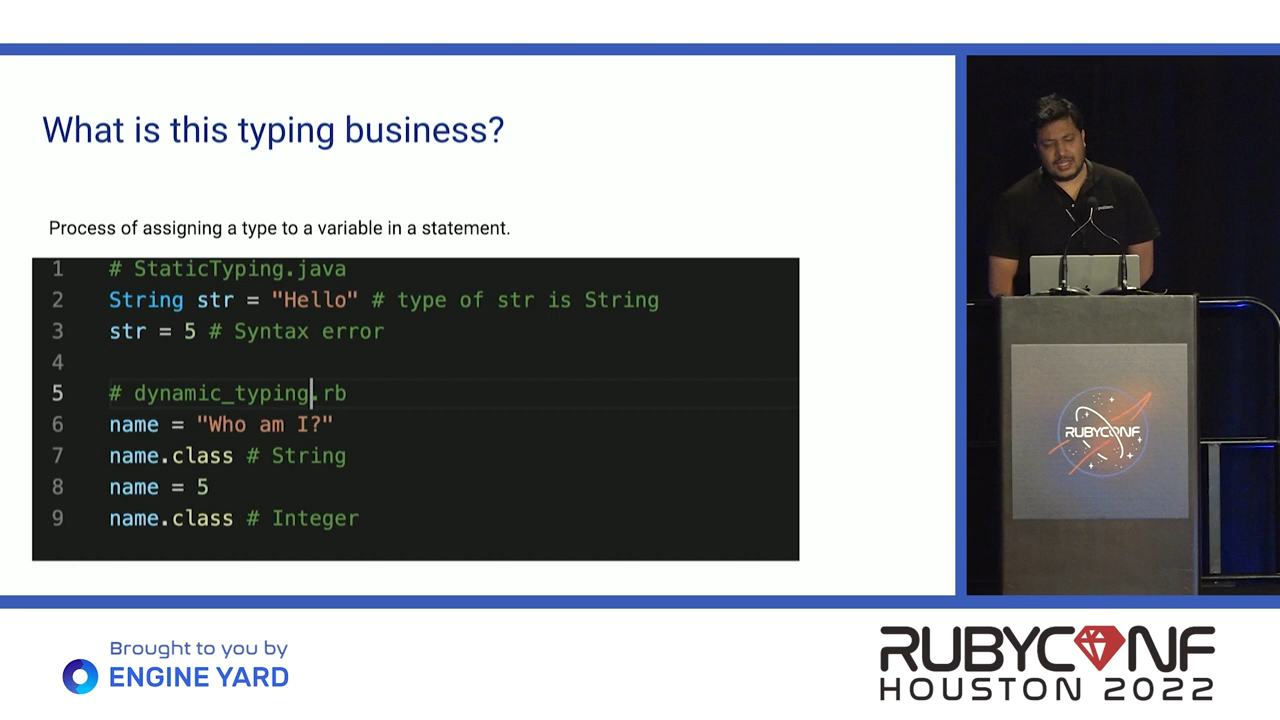 What is this typing business?
Process of assigning a type to a variable in a statement.
1 # StaticTyping.java
2 String str = "Hello" # type of str is String
3 str = 5 # Syntax error
4
5 # dynamic_typing.rb
6 name = "Who am I?"
7 name.class # String
8 name = 5
9 name.class # Integer
RUBYCONF
Brought to you by
ENGINE YARD
RUBYCONF
HOUSTON 2022